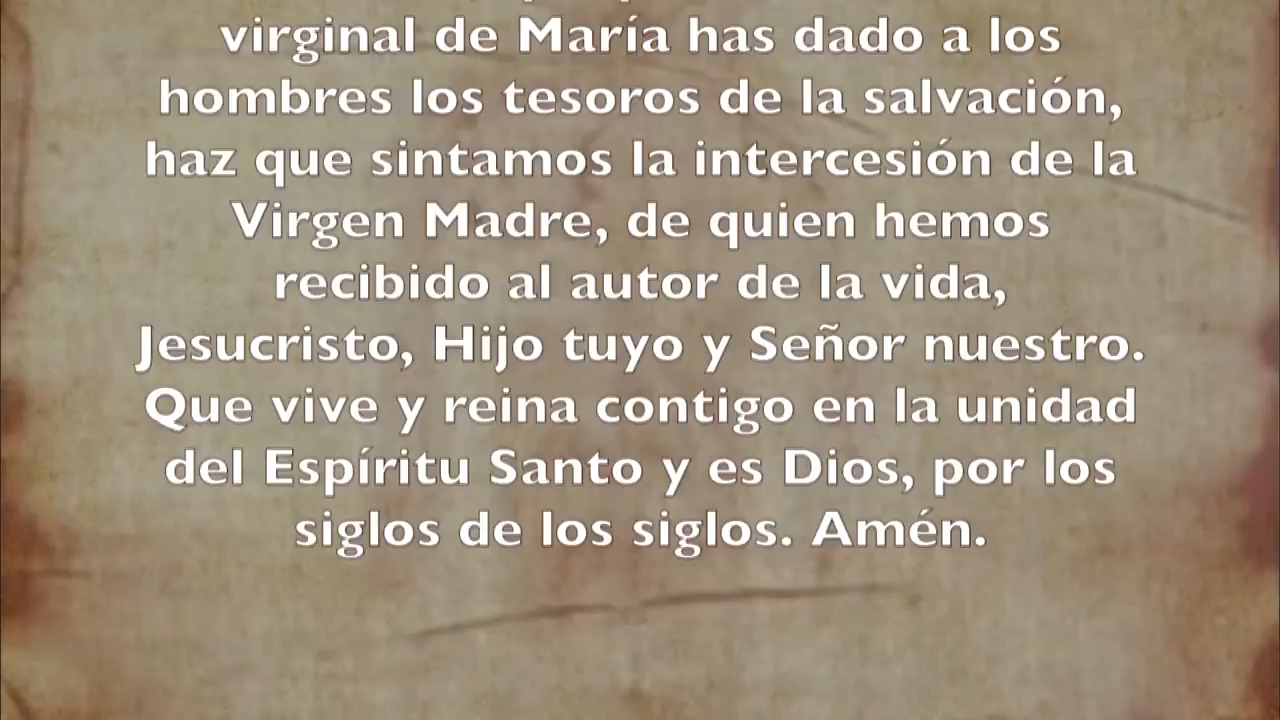 virginal de María has dado a los
hombres los tesoros de la salvación,
haz que sintamos la intercesión de la
Virgen Madre, de quien hemos
recibido al autor de la vida,
Jesucristo, Hijo tuyo y Señor nuestro.
Que vive y reina contigo en la unidad
del Espíritu Santo y es Dios, por los
siglos de los siglos. Amén.